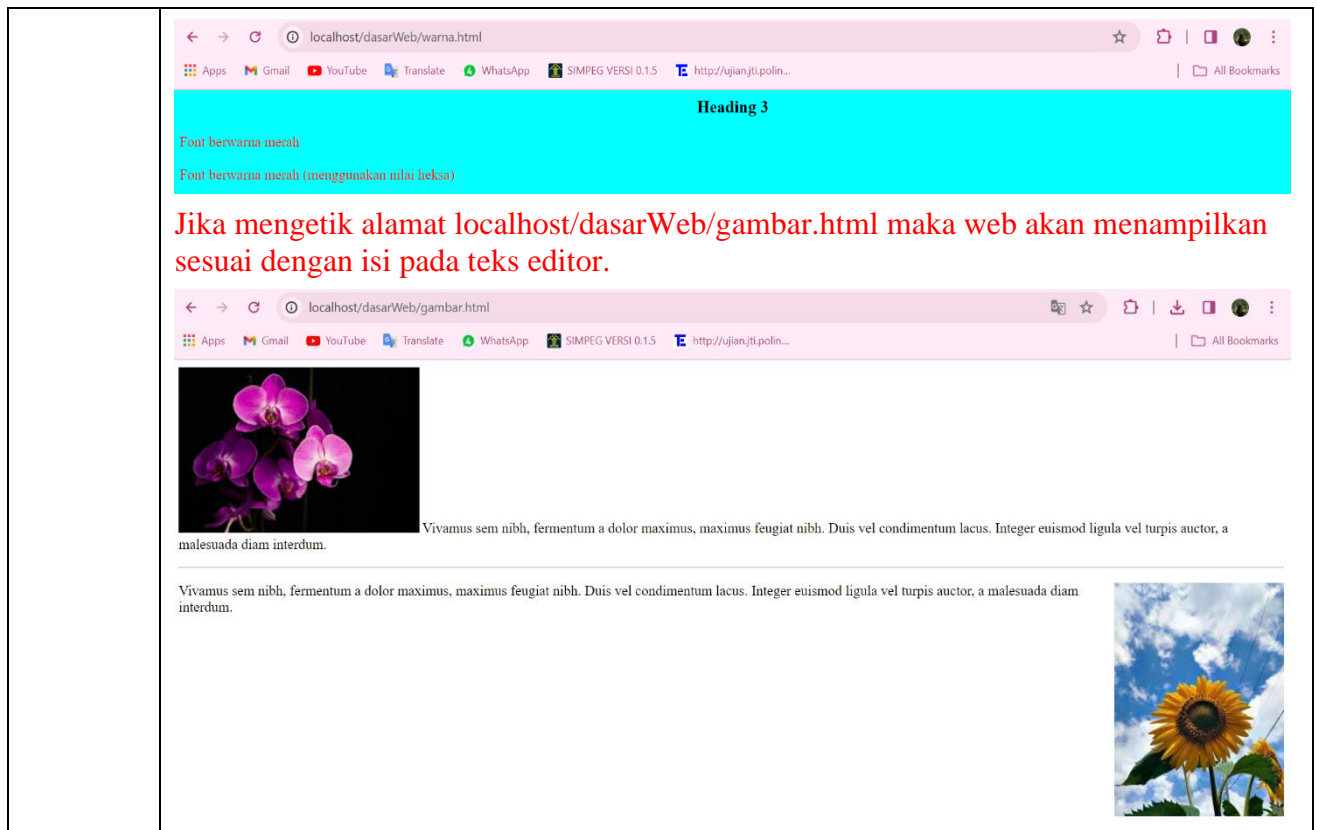 localhost/dasarWeb/warna.html
Apps Gmail YouTube Translate WhatsApp SIMPEG VERSI 0.1.5 http://ujian.jti.polin... All Bookmarks
Heading 3
Font berwarna merah
Font berwarna merah (menggunakan nilai heksa)
Jika mengetik alamat localhost/dasarWeb/gambar.html maka web akan menampilkan
sesuai dengan isi pada teks editor.
localhost/dasarWeb/gambar.html
Apps Gmail YouTube Translate WhatsApp SIMPEG VERSI 0.1.5 http://ujian.jti.polin... All Bookmarks
Vivamus sem nibh, fermentum a dolor maximus, maximus feugiat nibh. Duis vel condimentum lacus. Integer euismod ligula vel turpis auctor, a
malesuada diam interdum.
Vivamus sem nibh, fermentum a dolor maximus, maximus feugiat nibh. Duis vel condimentum lacus. Integer euismod ligula vel turpis auctor, a malesuada diam
interdum.